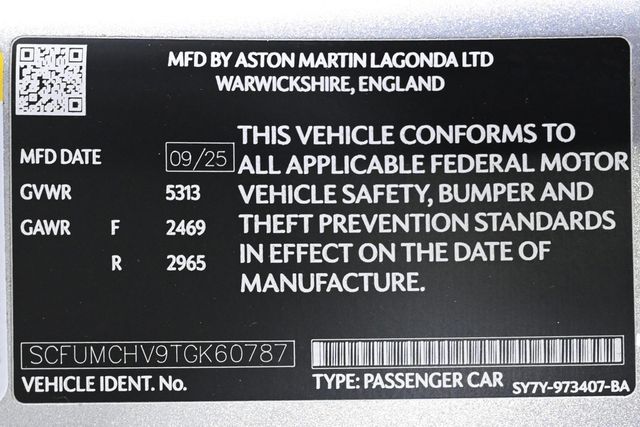 MFD BY ASTON MARTIN LAGONDA LTD
WARWICKSHIRE, ENGLAND
MFD DATE 09/25
GVWR 5313
GAWR F 2469
R 2965
THIS VEHICLE CONFORMS TO
ALL APPLICABLE FEDERAL MOTOR
VEHICLE SAFETY, BUMPER AND
THEFT PREVENTION STANDARDS
IN EFFECT ON THE DATE OF
MANUFACTURE.
SCFUMCHV9TGK60787
VEHICLE IDENT. No.
TYPE: PASSENGER CAR
SY7Y-973407-BA